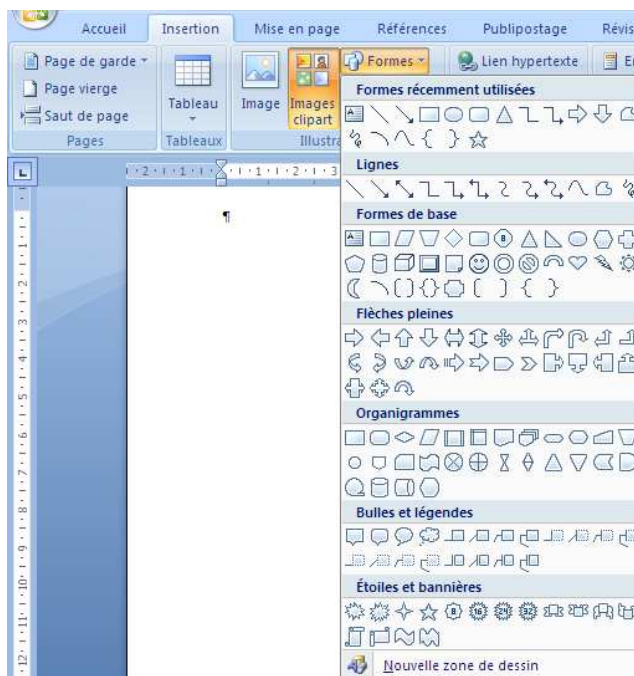 Accueil Insertion Mise en page Références Publipostage Révis
Page de garde Formes Lien hypertexte E
Page vierge
Saut de page
Tableau Image Images clipart
Pages Tableaux Illustra
Formes récemment utilisées
Lignes
Formes de base
Flèches pleines
Organigrammes
Bulles et légendes
Étoiles et bannières
Nouvelle zone de dessin